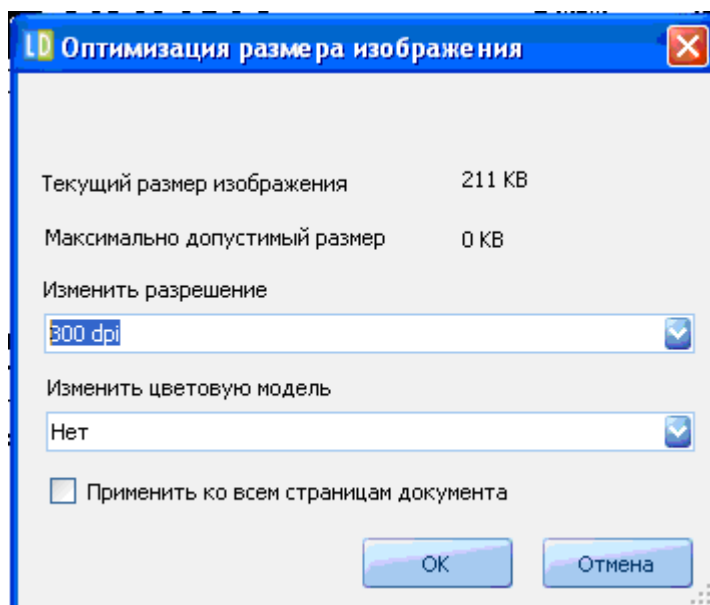 LD Оптимизация размера изображения
Текущий размер изображения 211 KB
Максимально допустимый размер 0 KB
Изменить разрешение
300 dpi
Изменить цветовую модель
Нет
Применить ко всем страницам документа
OK Отмена